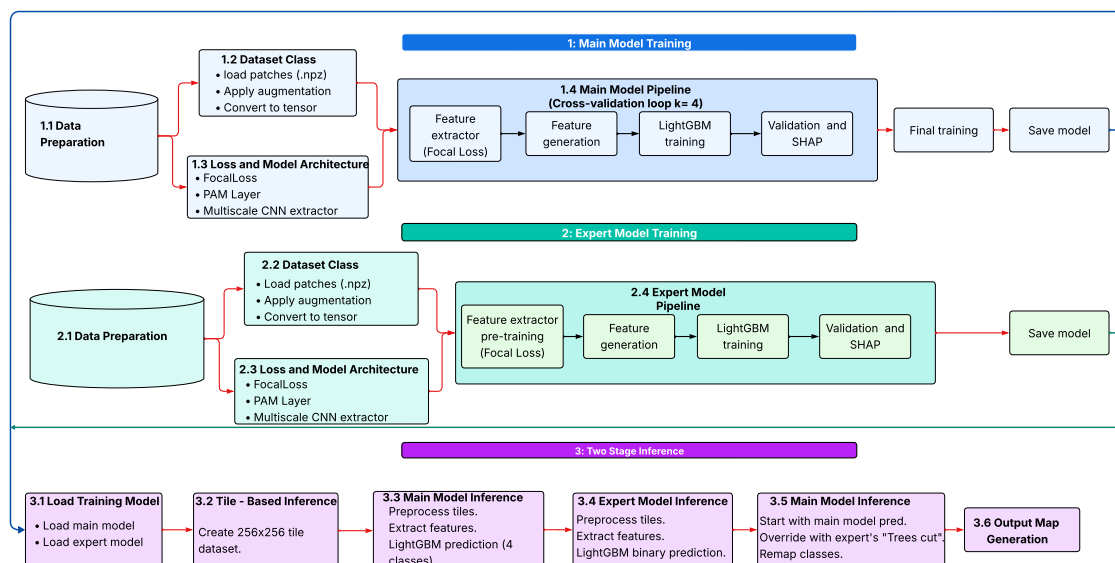 1: Main Model Training
1.1 Data
Preparation
1.2 Dataset Class
• load patches (.npz)
• Apply augmentation
• Convert to tensor
1.3 Loss and Model Architecture
• FocalLoss
• PAM Layer
• Multiscale CNN extractor
1.4 Main Model Pipeline
(Cross-validation loop k= 4)
Feature
extractor
(Focal Loss)
Feature
generation
LightGBM
training
Validation and
SHAP
Final training
Save model
2: Expert Model Training
2.1 Data Preparation
2.2 Dataset Class
• Load patches (.npz)
• Apply augmentation
• Convert to tensor
2.3 Loss and Model Architecture
• FocalLoss
• PAM Layer
• Multiscale CNN extractor
2.4 Expert Model
Pipeline
Feature extractor
pre-training
(Focal Loss)
Feature
generation
LightGBM
training
Validation and
SHAP
Save model
3: Two Stage Inference
3.1 Load Training Model
• Load main model
• Load expert model
3.2 Tile - Based Inference
Create 256x256 tile
dataset.
3.3 Main Model Inference
Preprocess tiles.
Extract features.
LightGBM prediction (4
classes)
3.4 Expert Model Inference
Preprocess tiles.
Extract features.
LightGBM binary prediction.
3.5 Main Model Inference
Start with main model pred.
Override with expert's "Trees cut".
Remap classes.
3.6 Output Map
Generation